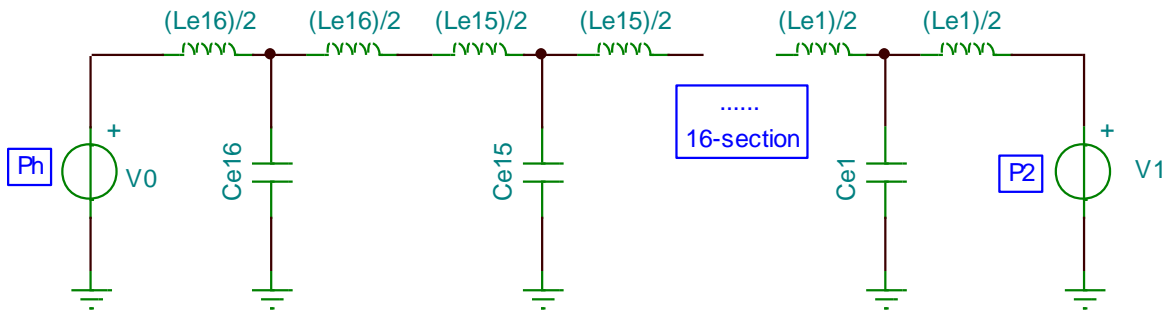 (Le16)/2 (Le16)/2 (Le15)/2 (Le15)/2 (Le1)/2 (Le1)/2
......
16-section
+ +
Ph V0 Ce16 Ce15 Ce1 P2 V1